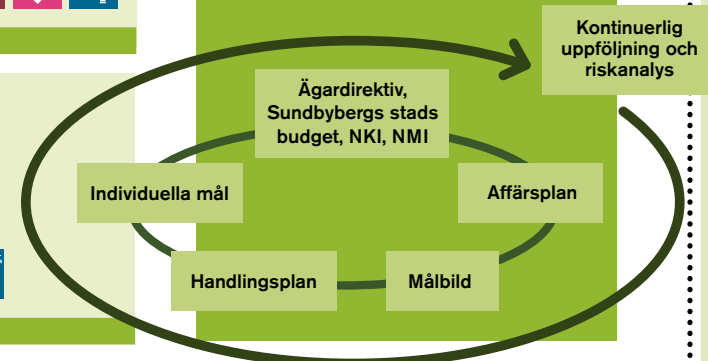 Kontinuerlig
uppföljning och
riskanalys
Ägardirektiv,
Sundbybergs stads
budget, NKI, NMI
Individuella mål
Affärsplan
Handlingsplan
Målbild